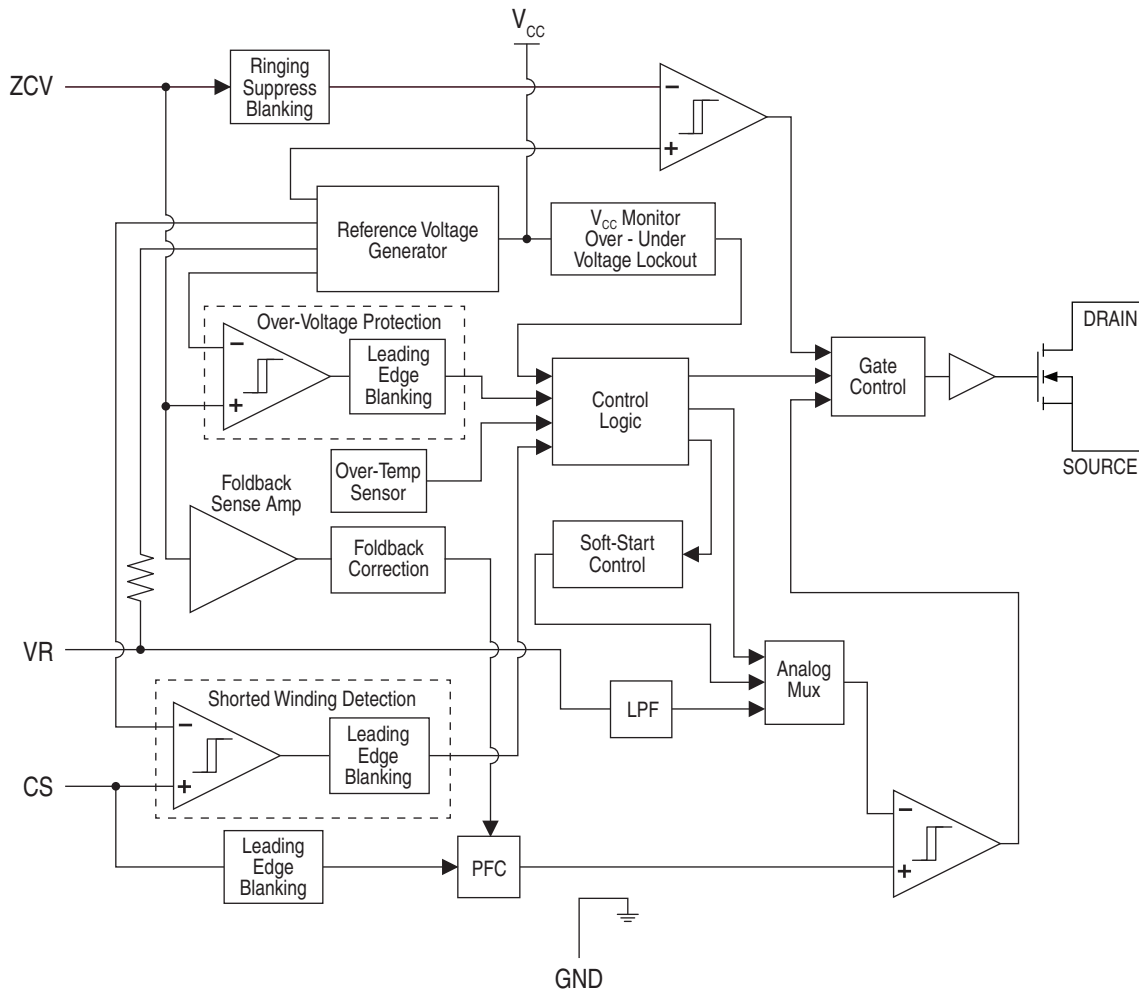 V_CC
ZCV
Ringing
Suppress
Blanking
−
+
Reference Voltage
Generator
V_CC Monitor
Over - Under
Voltage Lockout
Over-Voltage Protection
−
+
Leading
Edge
Blanking
Control
Logic
Gate
Control
DRAIN
SOURCE
Over-Temp
Sensor
Foldback
Sense Amp
Foldback
Correction
Soft-Start
Control
VR
Analog
Mux
LPF
Shorted Winding Detection
−
+
Leading
Edge
Blanking
CS
−
+
Leading
Edge
Blanking
PFC
GND